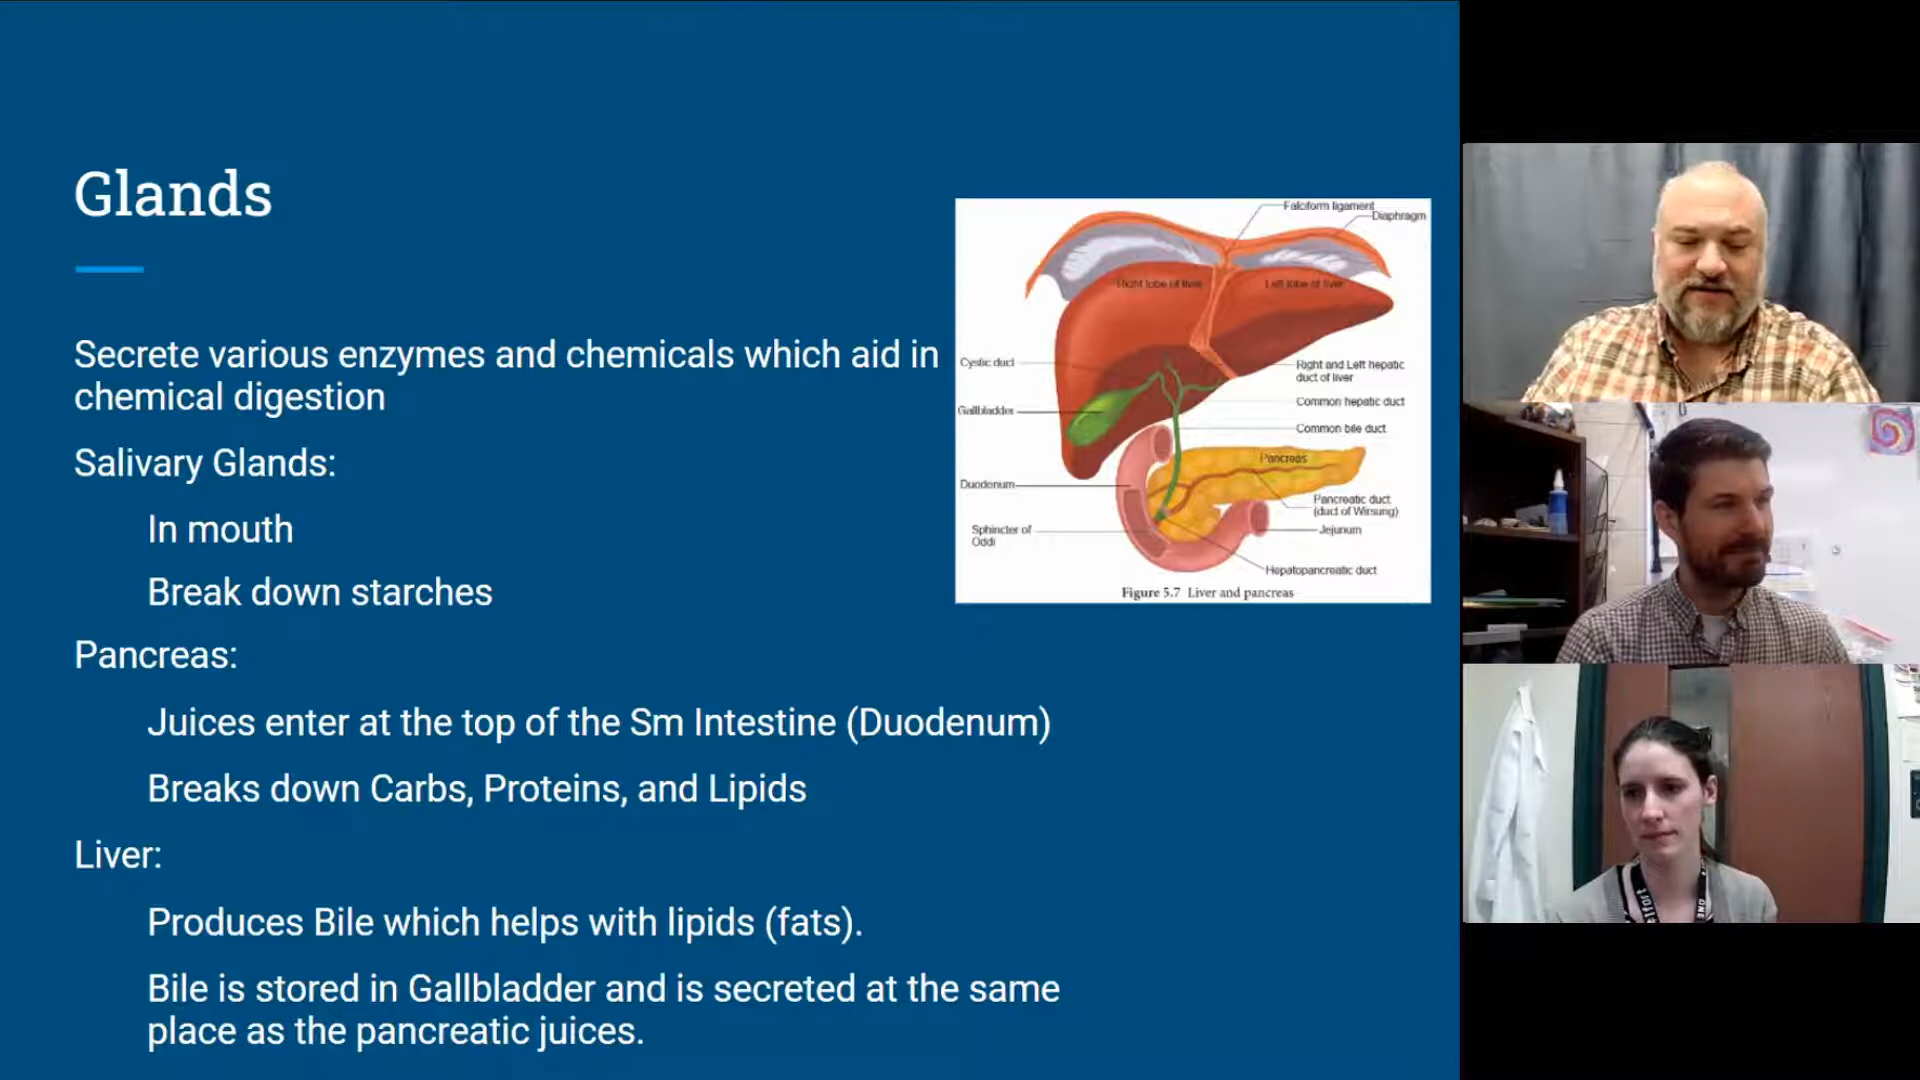 Glands
Secrete various enzymes and chemicals which aid in
chemical digestion
Salivary Glands:
In mouth
Break down starches
Pancreas:
Juices enter at the top of the Sm Intestine (Duodenum)
Breaks down Carbs, Proteins, and Lipids
Liver:
Produces Bile which helps with lipids (fats).
Bile is stored in Gallbladder and is secreted at the same
place as the pancreatic juices.
Falciform ligament
Diaphragm
Right lobe of liver
Left lobe of liver
Cystic duct
Right and Left hepatic
duct of liver
Common hepatic duct
Gallbladder
Common bile duct
Pancreas
Duodenum
Pancreatic duct
(duct of Wirsung)
Sphincter of
Oddi
Jejunum
Hepatopancreatic duct
Figure 5.7 Liver and pancreas